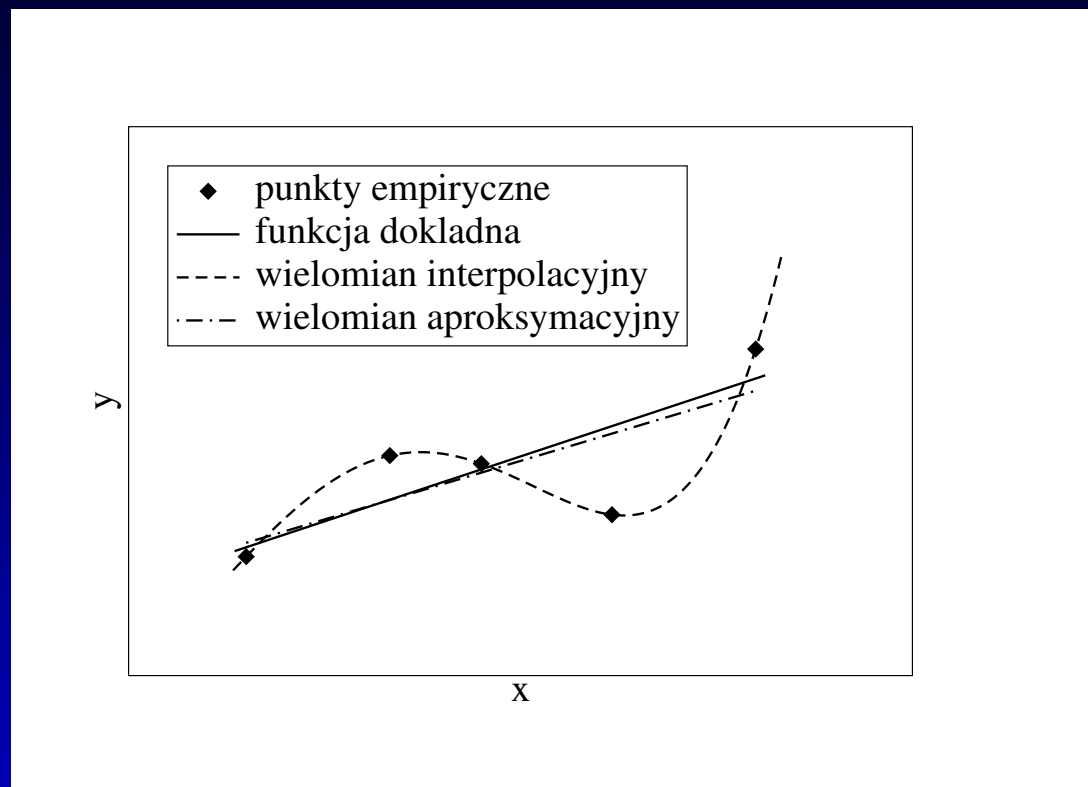 punkty empiryczne
funkcja dokladna
wielomian interpolacyjny
wielomian aproksymacyjny
y
x